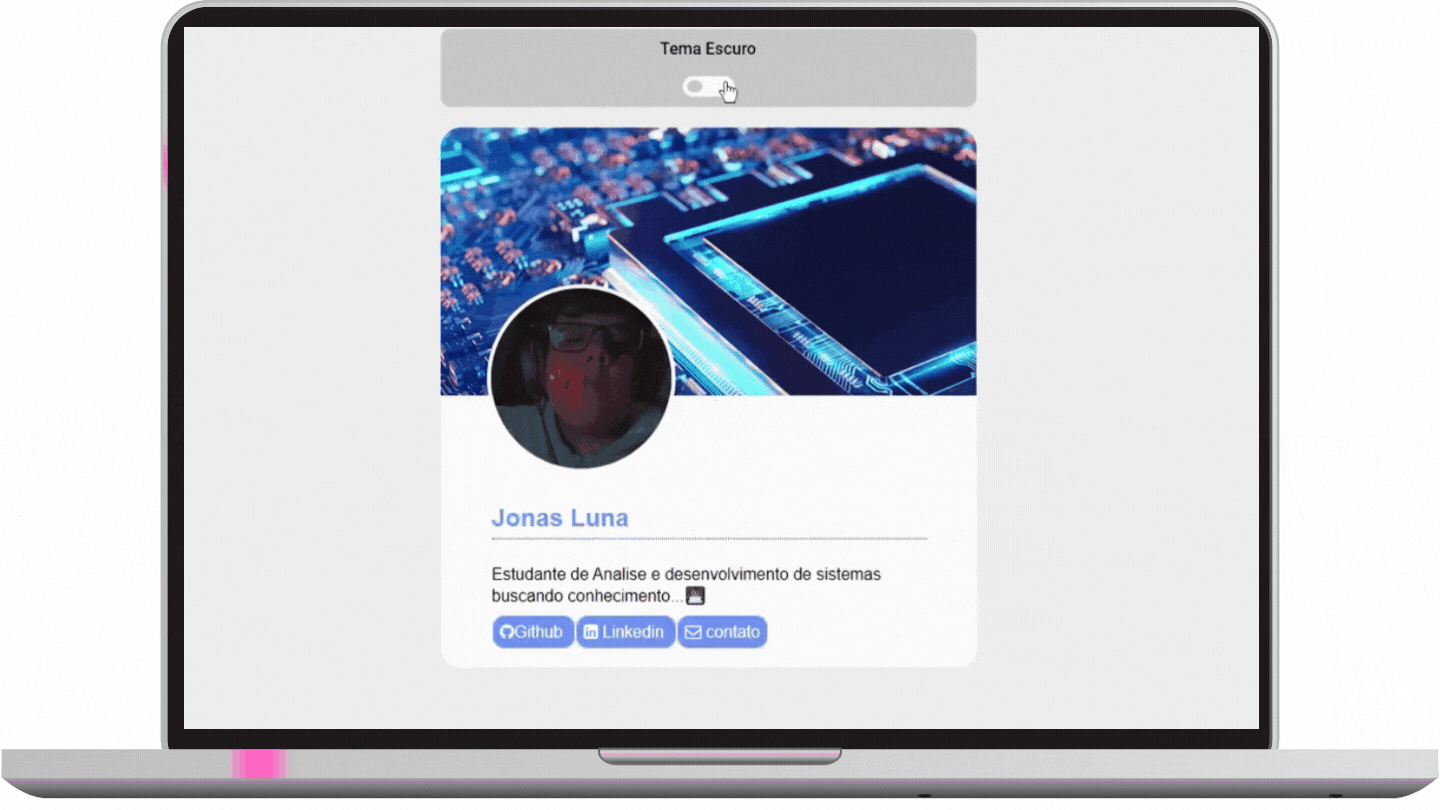 Tema Escuro
Jonas Luna
Estudante de Analise e desenvolvimento de sistemas
buscando conhecimento...
Github Linkedin contato